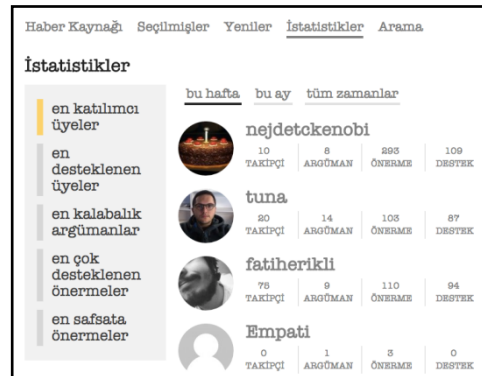 Haber Kaynağı Seçilmişler Yeniler İstatistikler Arama
İstatistikler
en katılımcı
üyeler
en
desteklenen
üyeler
en kalabalık
argümanlar
en çok
desteklenen
önermeler
en safsata
önermeler
bu hafta bu ay tüm zamanlar
nejdetckenobi
10 8 293 109
TAKİPÇİ ARGÜMAN ÖNERME DESTEK
tuna
20 14 103 87
TAKİPÇİ ARGÜMAN ÖNERME DESTEK
fatiherikli
75 9 110 94
TAKİPÇİ ARGÜMAN ÖNERME DESTEK
Empati
0 1 3 0
TAKİPÇİ ARGÜMAN ÖNERME DESTEK